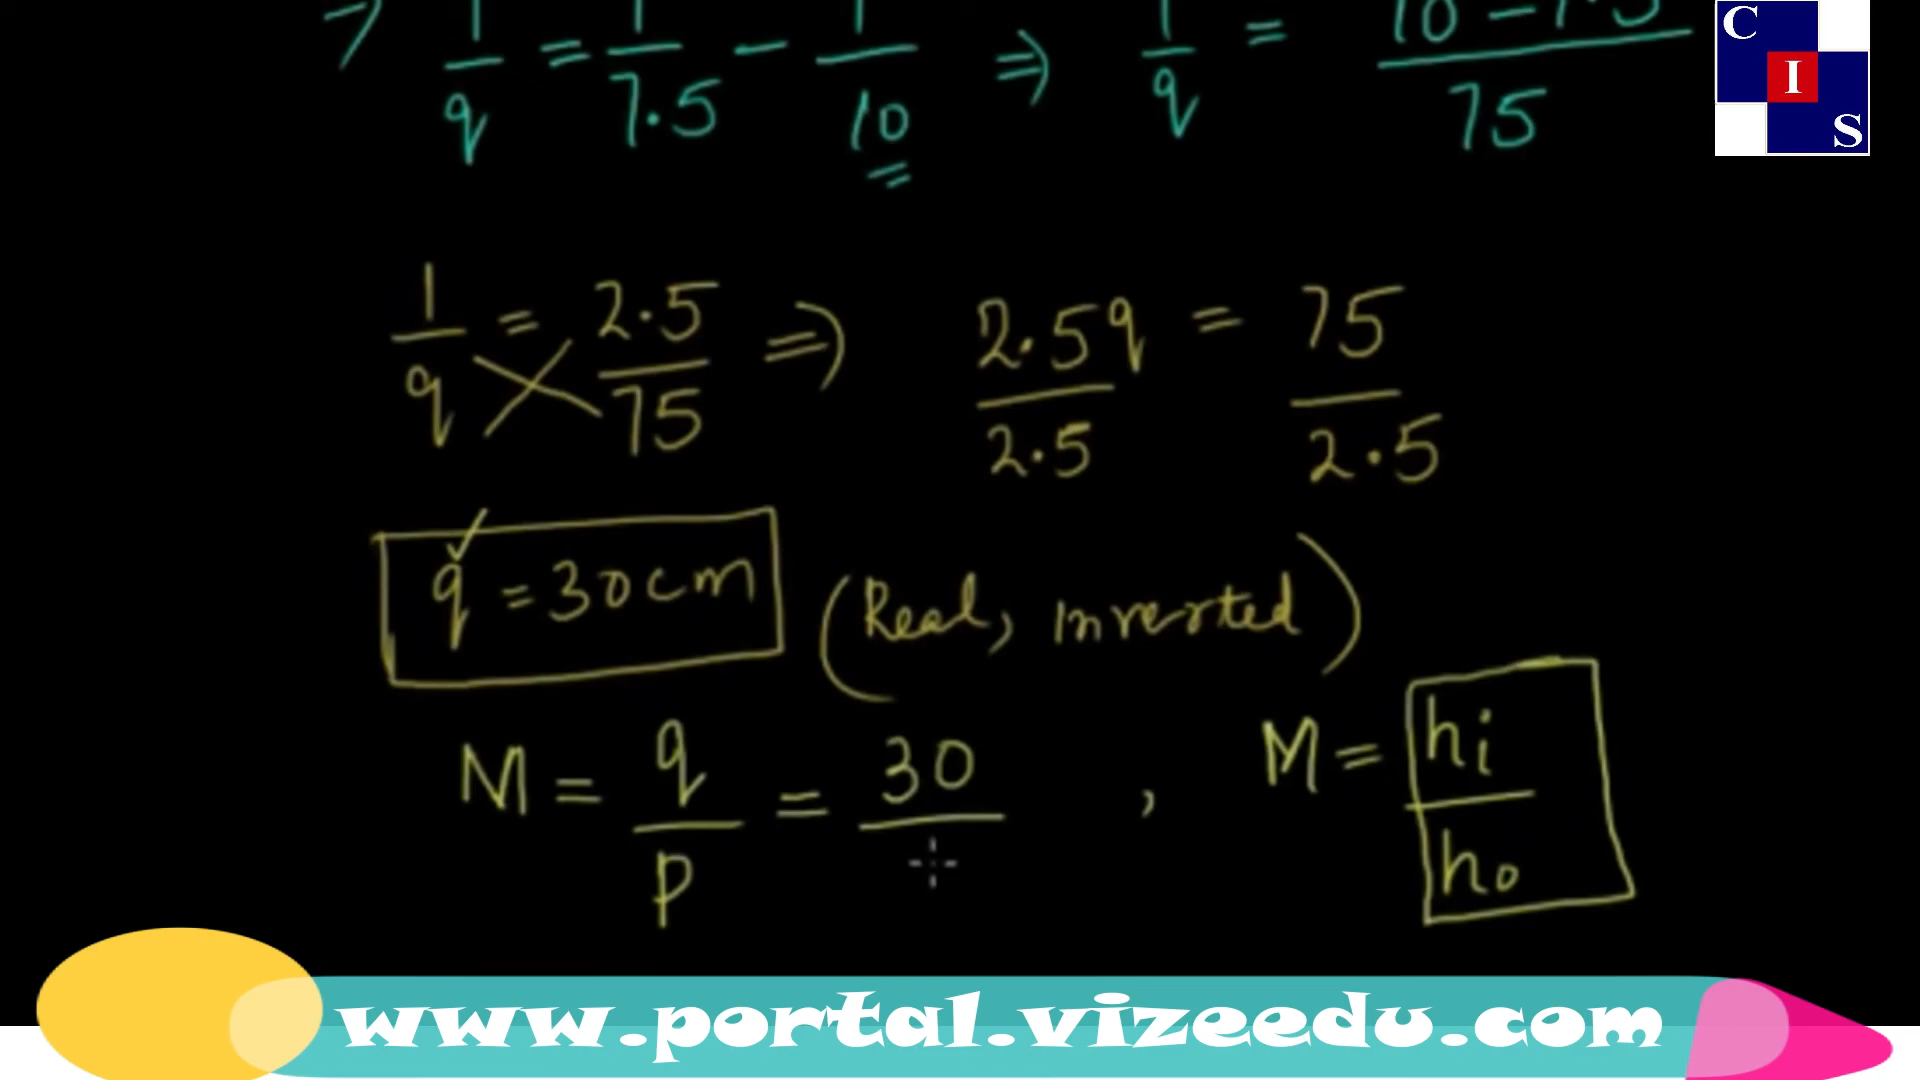 ⇒ 1/q = 1/7.5 − 1/10 ⇒ 1/q = 10 − 7.5/75
C I S
1/q = 2.5/75 ⇒ 2.5q/2.5 = 75/2.5
q = 30cm (Real, inverted)
M = q/p = 30/ , M = hi/ho
www.portal.vizeedu.com